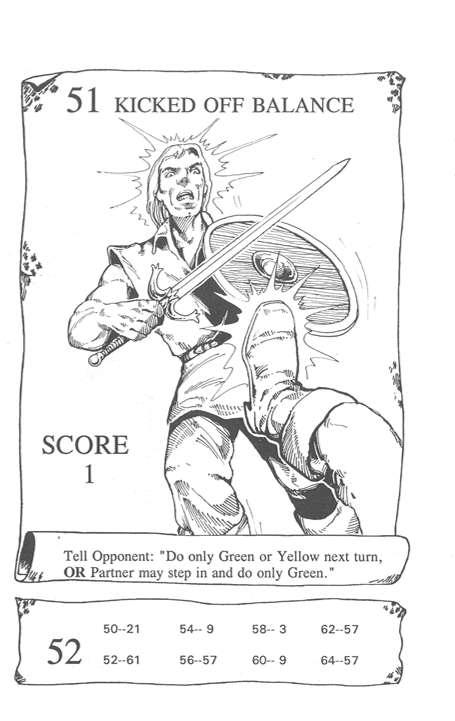 51 KICKED OFF BALANCE
SCORE
1
Tell Opponent: "Do only Green or Yellow next turn,
OR Partner may step in and do only Green."
52
50--21 54-- 9 58-- 3 62--57
52--61 56--57 60-- 9 64--57